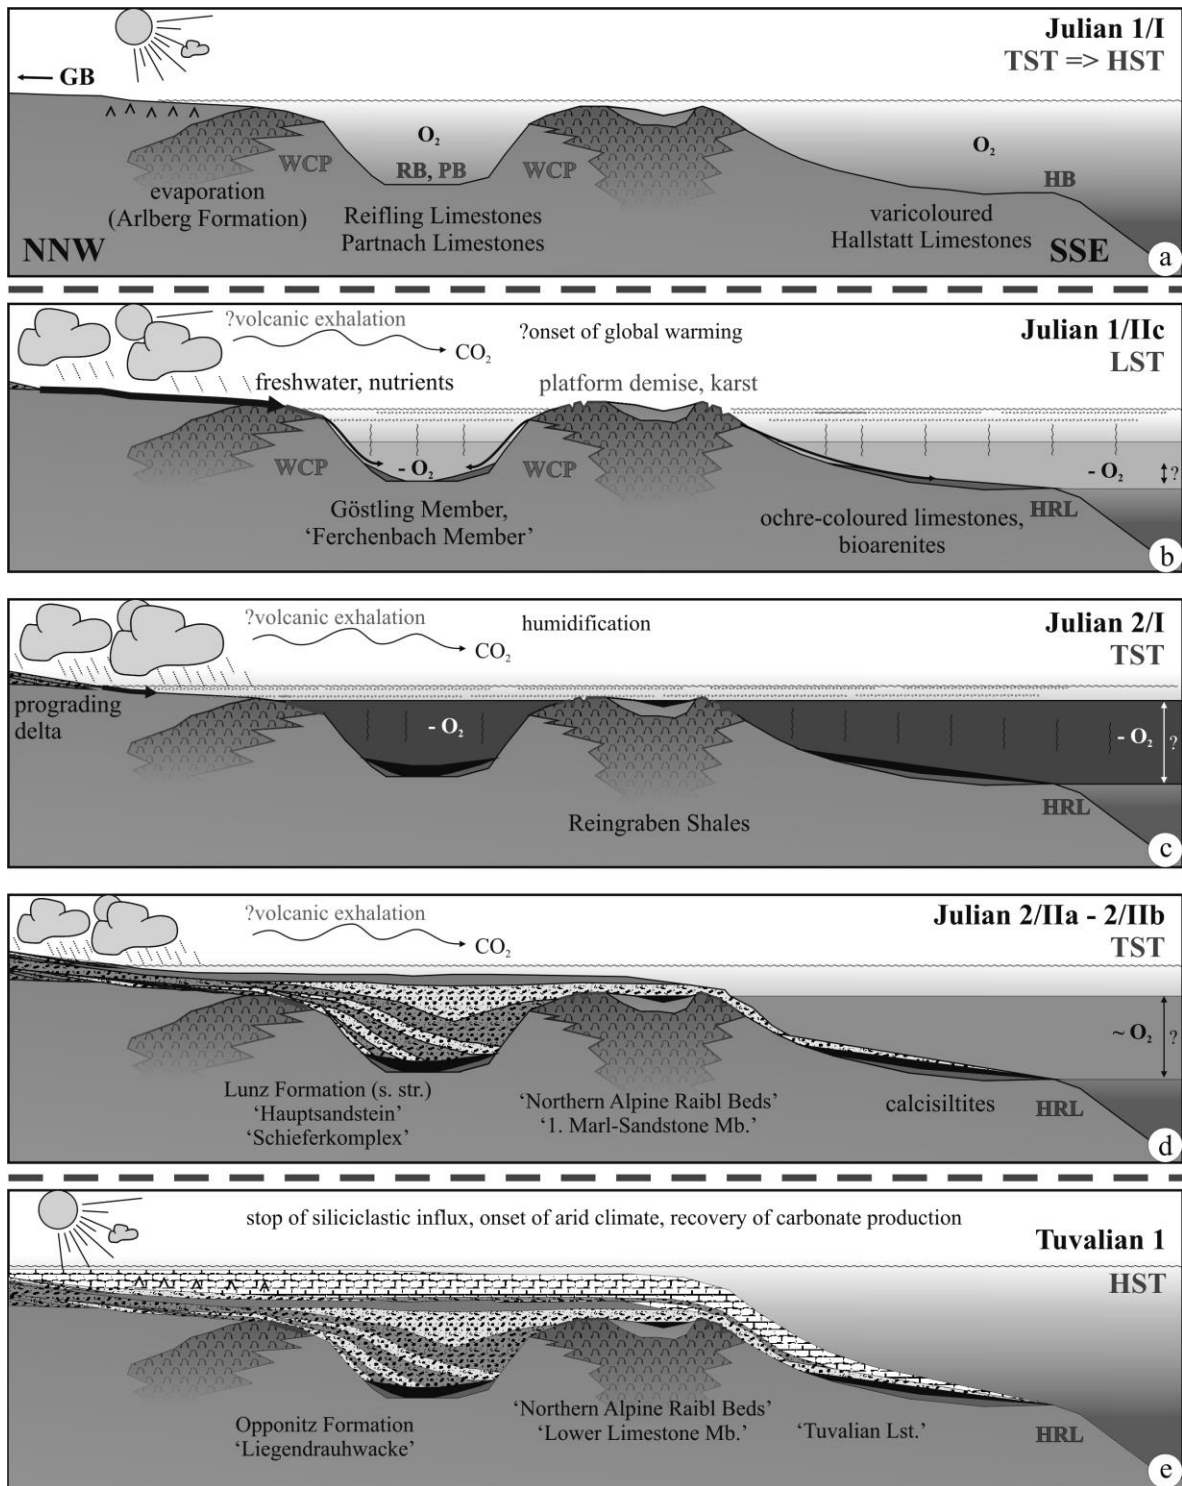 Julian 1/I
TST => HST
GB
O₂
O₂
WCP
RB, PB
WCP
HB
evaporation
(Arlberg Formation)
Reifling Limestones
Partnach Limestones
varicoloured
Hallstatt Limestones
NNW
SSE
a
?volcanic exhalation
CO₂
?onset of global warming
Julian 1/IIc
LST
freshwater, nutrients
platform demise, karst
WCP
- O₂
WCP
- O₂
?
HRL
Göstling Member,
‘Ferchenbach Member’
ochre-coloured limestones,
bioarenites
b
?volcanic exhalation
CO₂
humidification
Julian 2/I
TST
prograding
delta
- O₂
- O₂
?
HRL
Reingraben Shales
c
?volcanic exhalation
CO₂
Julian 2/IIa - 2/IIb
TST
~ O₂
?
Lunz Formation (s. str.)
‘Hauptsandstein’
‘Schieferkomplex’
‘Northern Alpine Raibl Beds’
‘1. Marl-Sandstone Mb.’
calcisiltites
HRL
d
stop of siliciclastic influx, onset of arid climate, recovery of carbonate production
Tuvalian 1
HST
Opponitz Formation
‘Liegendrauhwacke’
‘Northern Alpine Raibl Beds’
‘Lower Limestone Mb.’
‘Tuvalian Lst.’
HRL
e